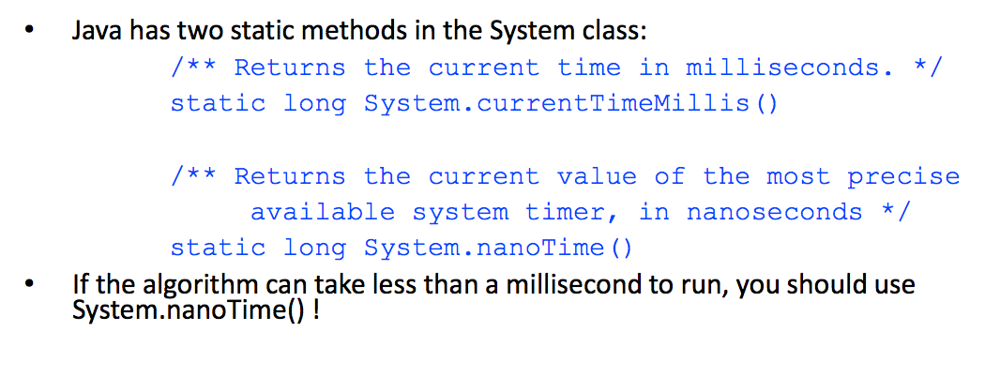 • Java has two static methods in the System class:
/** Returns the current time in milliseconds. */
static long System.currentTimeMillis()
/** Returns the current value of the most precise
available system timer, in nanoseconds */
static long System.nanoTime()
• If the algorithm can take less than a millisecond to run, you should use
System.nanoTime() !